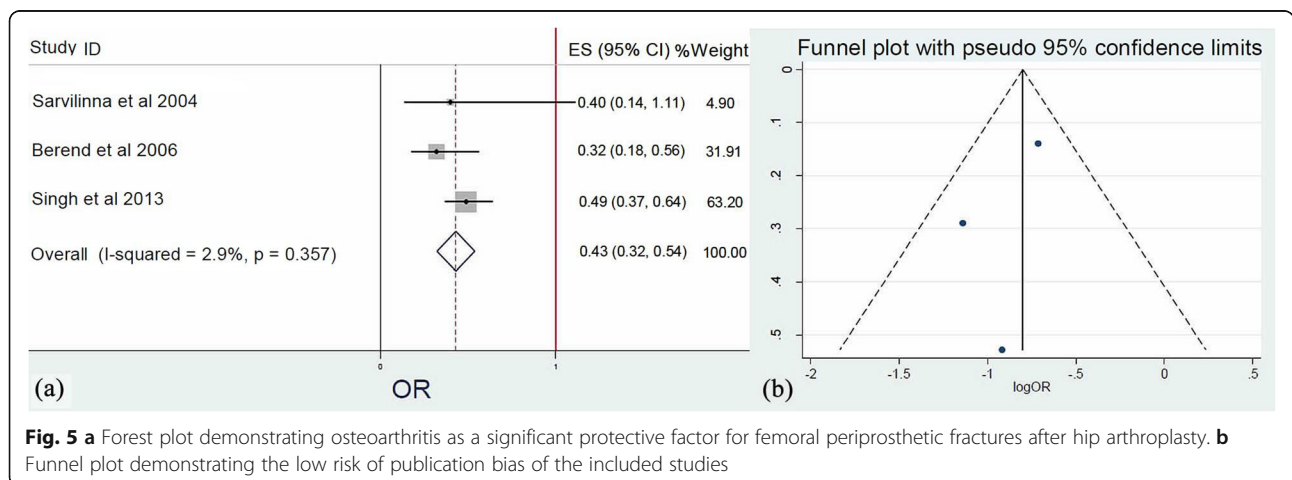 Study ID ES (95% CI) %Weight
Sarvilinna et al 2004 0.40 (0.14, 1.11) 4.90
Berend et al 2006 0.32 (0.18, 0.56) 31.91
Singh et al 2013 0.49 (0.37, 0.64) 63.20
Overall (I-squared = 2.9%, p = 0.357) 0.43 (0.32, 0.54) 100.00
0 1
(a) OR
Funnel plot with pseudo 95% confidence limits
0
.1
.2
.3
.4
.5
-2 -1.5 -1 -.5 0 .5
(b) logOR
Fig. 5 a Forest plot demonstrating osteoarthritis as a significant protective factor for femoral periprosthetic fractures after hip arthroplasty. b
Funnel plot demonstrating the low risk of publication bias of the included studies